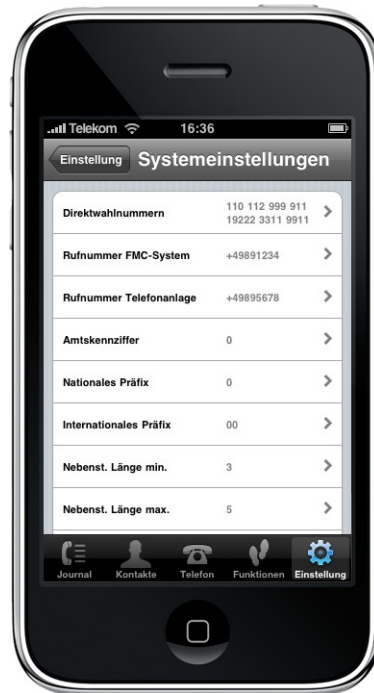 Telekom 16:36
Einstellung Systemeinstellungen
Direktwahlnummern 110 112 999 911
19222 3311 9911
Rufnummer FMC-System +49891234
Rufnummer Telefonanlage +49895678
Amtskennziffer 0
Nationales Präfix 0
Internationales Präfix 00
Nebenst. Länge min. 3
Nebenst. Länge max. 5
Journal Kontakte Telefon Funktionen Einstellung